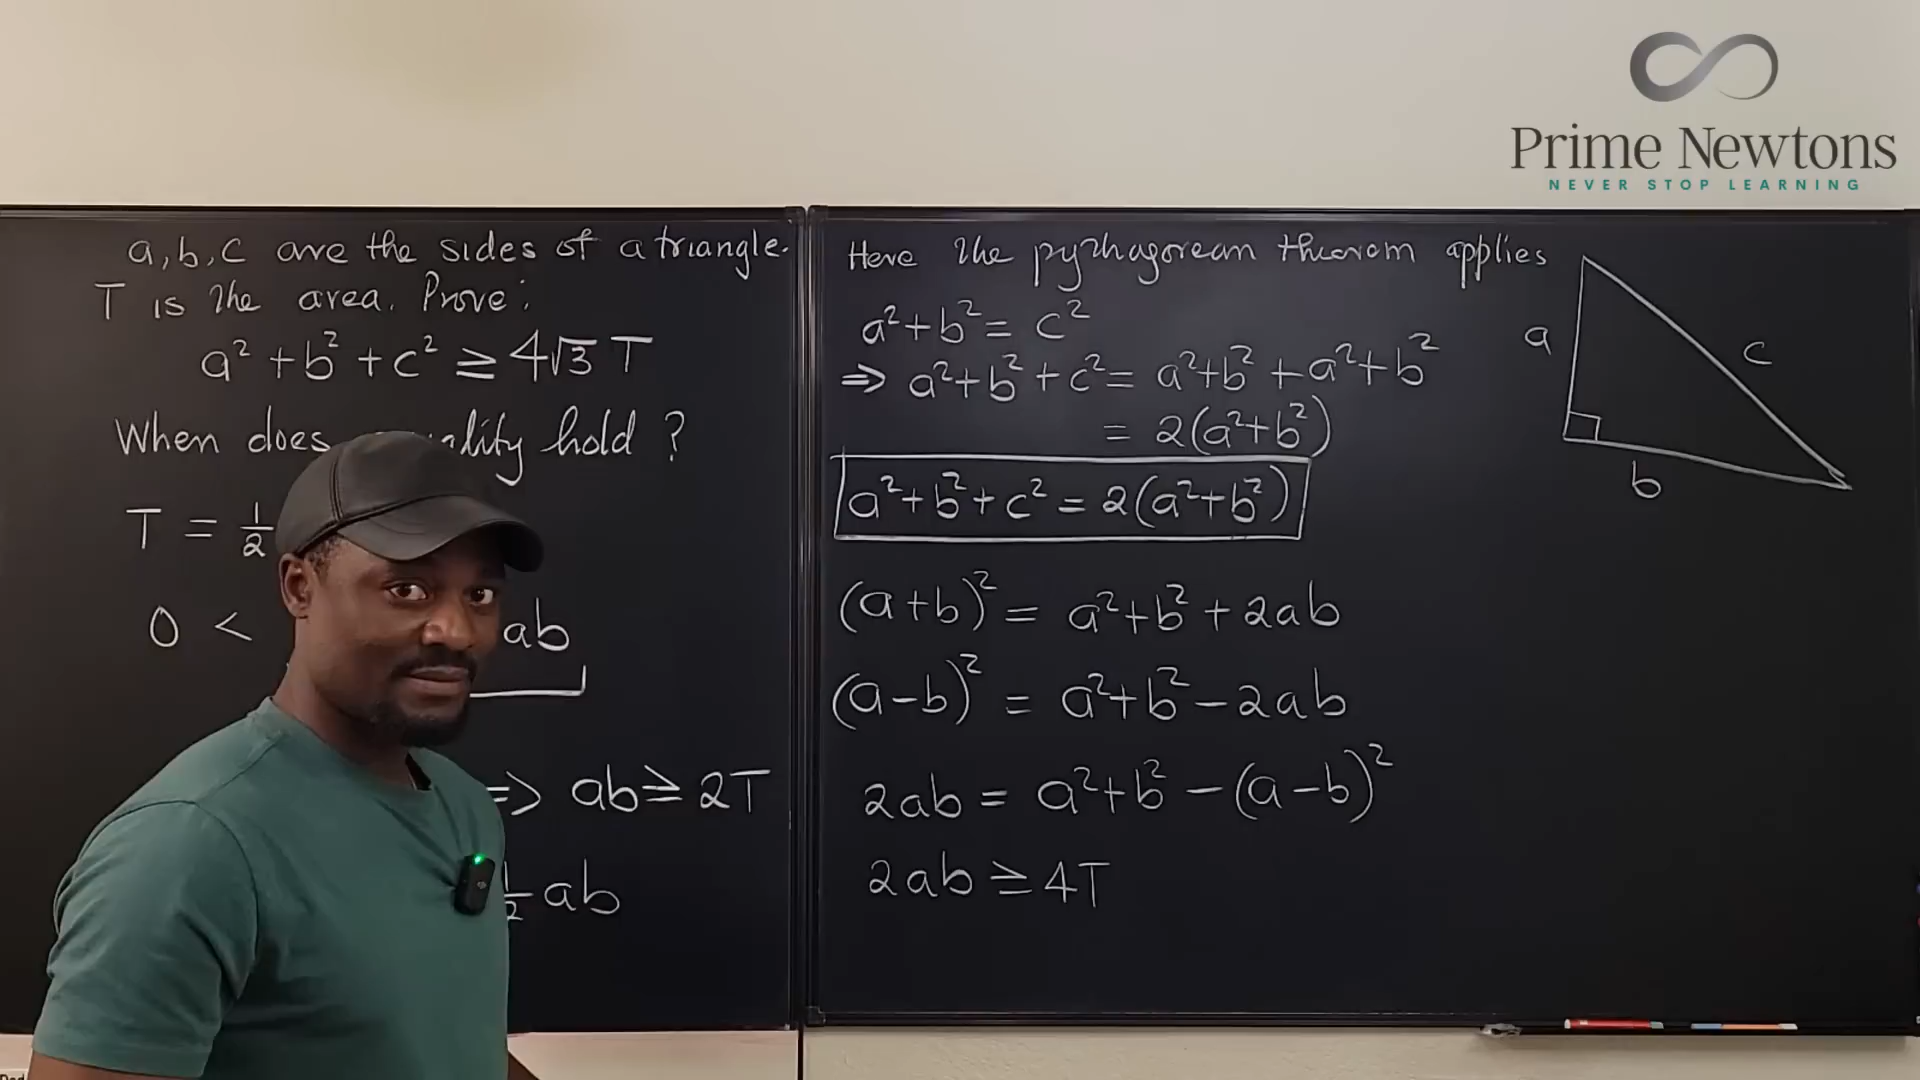 Prime Newtons
NEVER STOP LEARNING
a, b, c are the sides of a triangle.
T is the area. Prove:
a² + b² + c² ≥ 4√3 T
When does equality hold ?
T = 1/2
0 < ab
=> ab ≥ 2T
1/2 ab
Here the pythagorean theorem applies
a² + b² = c²
=> a² + b² + c² = a² + b² + a² + b²
= 2(a² + b²)
a² + b² + c² = 2(a² + b²)
(a + b)² = a² + b² + 2ab
(a - b)² = a² + b² - 2ab
2ab = a² + b² - (a - b)²
2ab ≥ 4T
a
c
b